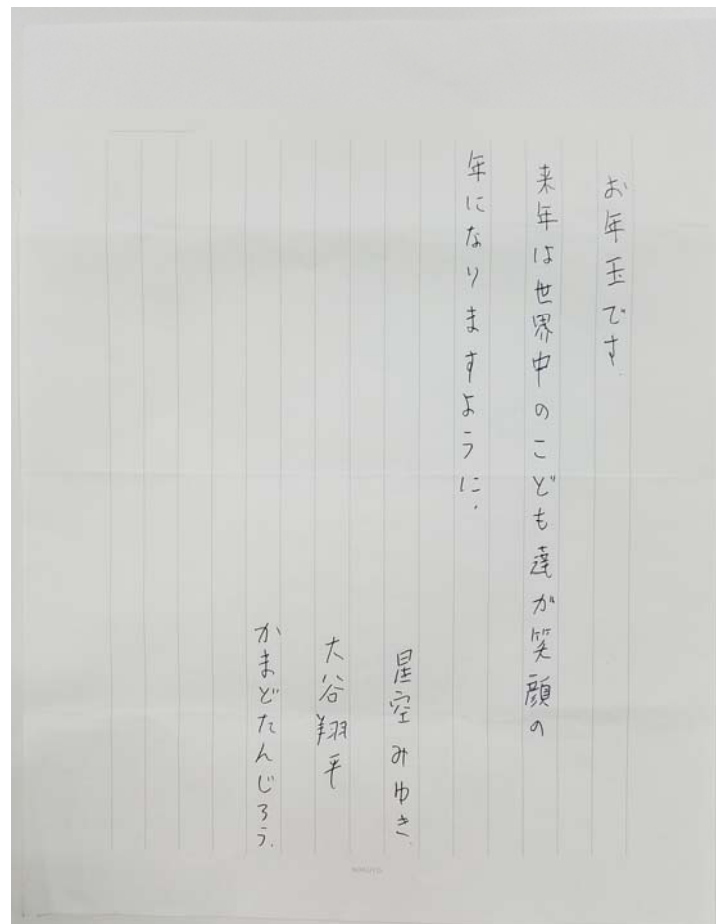 お年玉です.
来年は世界中のこども達が笑顔の
年になりますように.
星空みゆき.
大谷翔平
かまどたんじろう.
KOKUYO